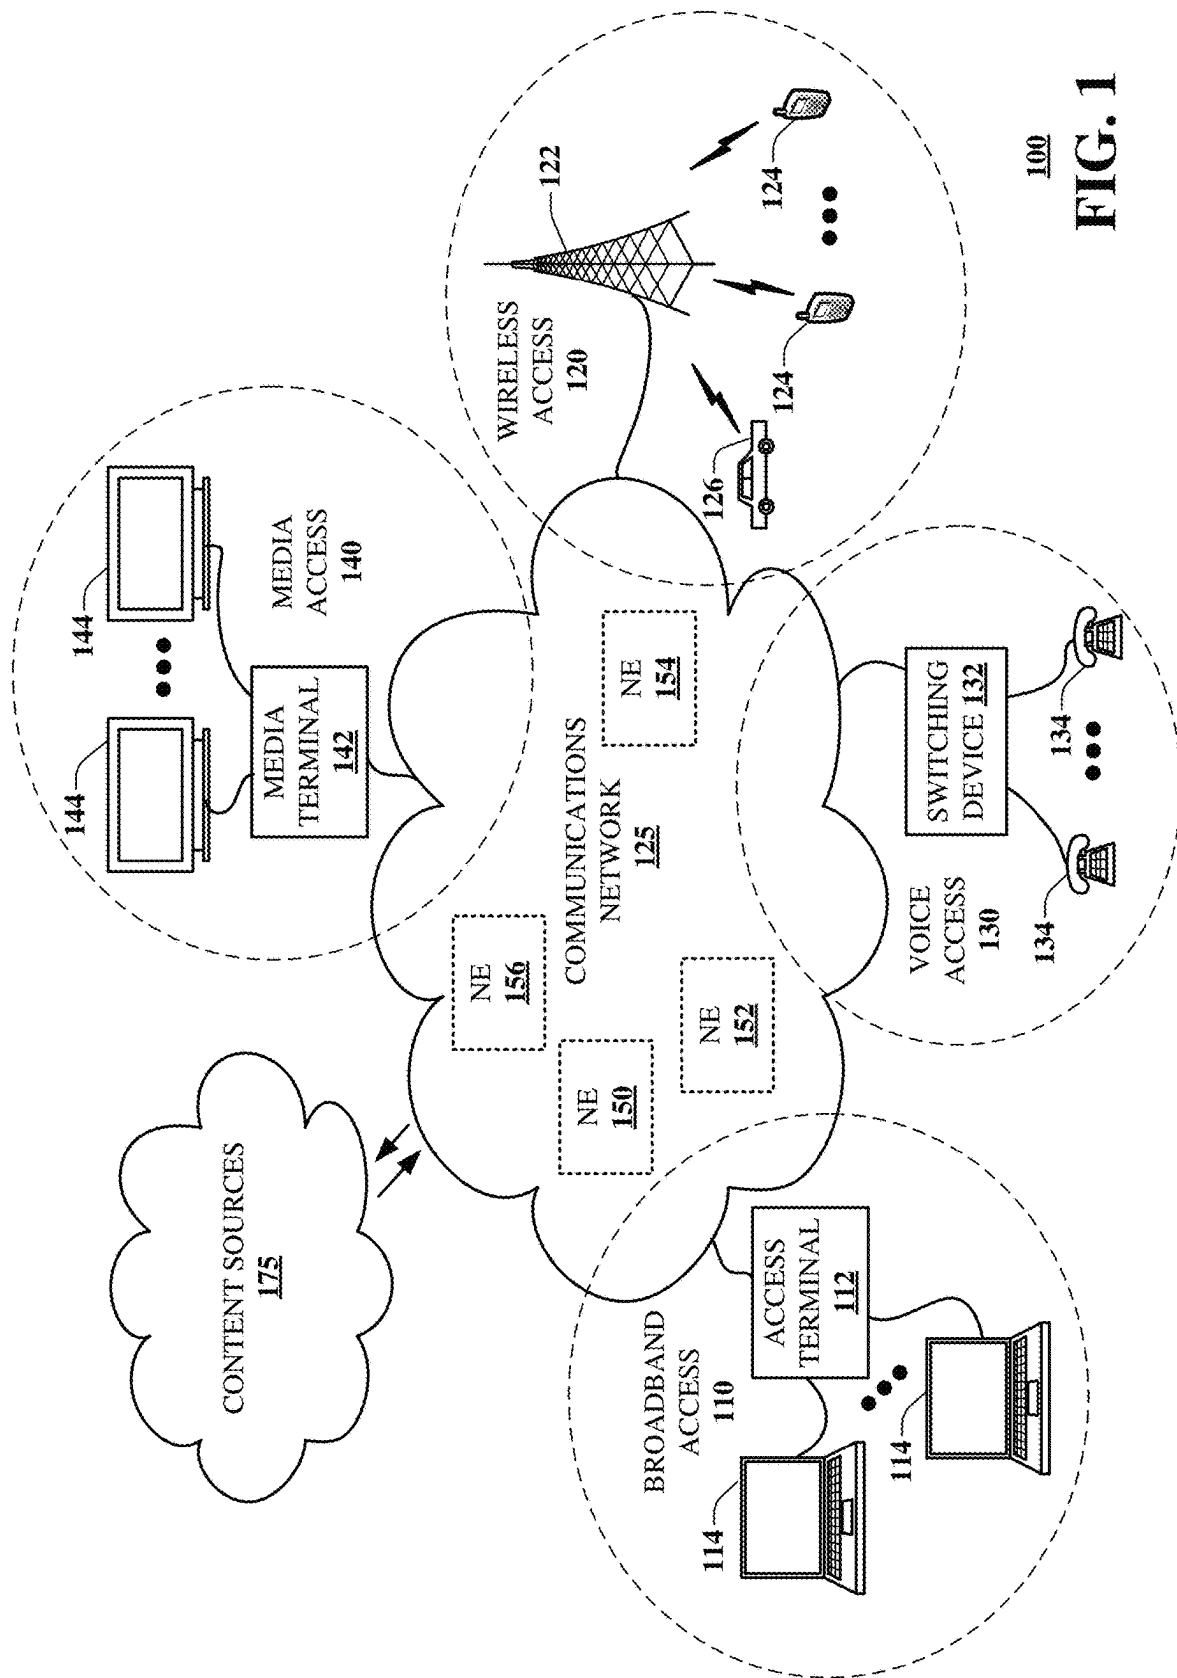 CONTENT SOURCES
175
144
144
MEDIA
TERMINAL
142
MEDIA
ACCESS
140
BROADBAND
ACCESS
110
114
114
ACCESS
TERMINAL
112
NE
150
NE
156
NE
152
COMMUNICATIONS
NETWORK
125
NE
154
WIRELESS
ACCESS
120
122
124
124
126
VOICE
ACCESS
130
SWITCHING
DEVICE 132
134
134
100
FIG. 1